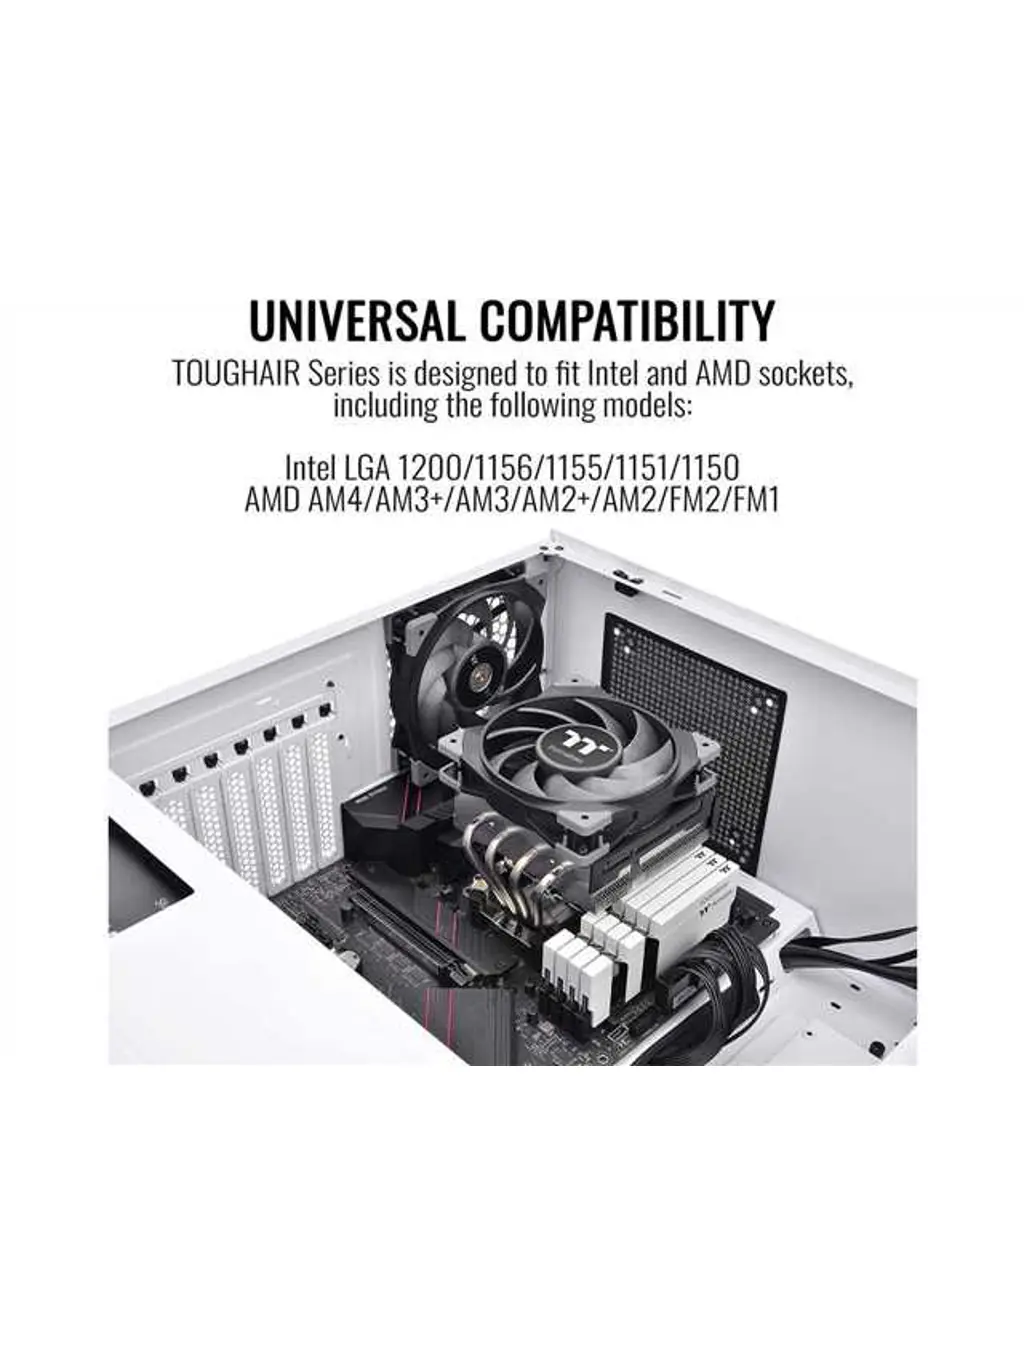 UNIVERSAL COMPATIBILITY
TOUGHAIR Series is designed to fit Intel and AMD sockets,
including the following models:
Intel LGA 1200/1156/1155/1151/1150
AMD AM4/AM3+/AM3/AM2+/AM2/FM2/FM1